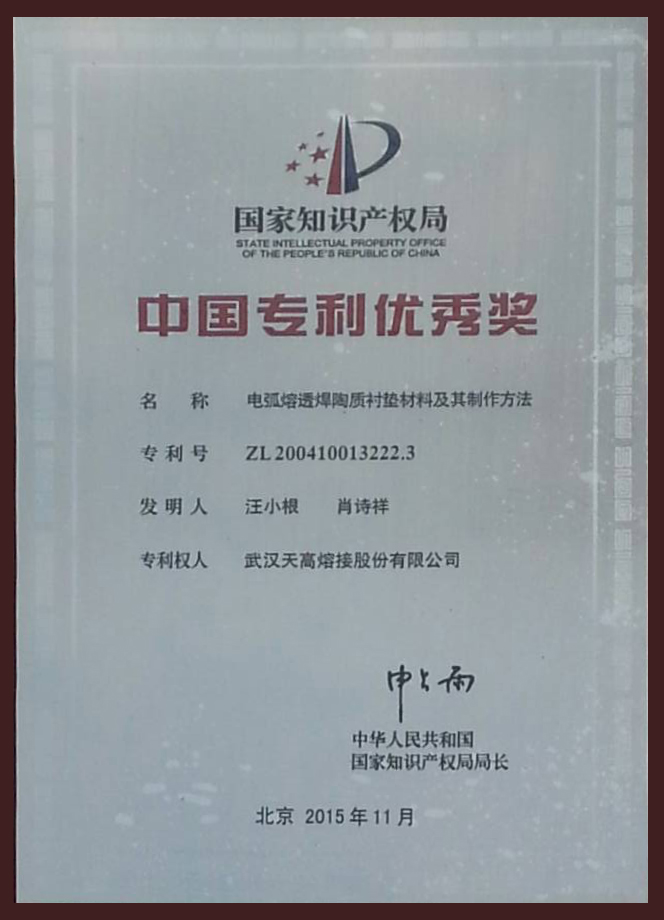 国家知识产权局
STATE INTELLECTUAL PROPERTY OFFICE
OF THE PEOPLE'S REPUBLIC OF CHINA
中国专利优秀奖
名 称 电弧熔透焊陶质衬垫材料及其制作方法
专利号 ZL 200410013222.3
发明人 汪小根 肖诗祥
专利权人 武汉天高熔接股份有限公司
申长雨
中华人民共和国
国家知识产权局局长
北京 2015年11月